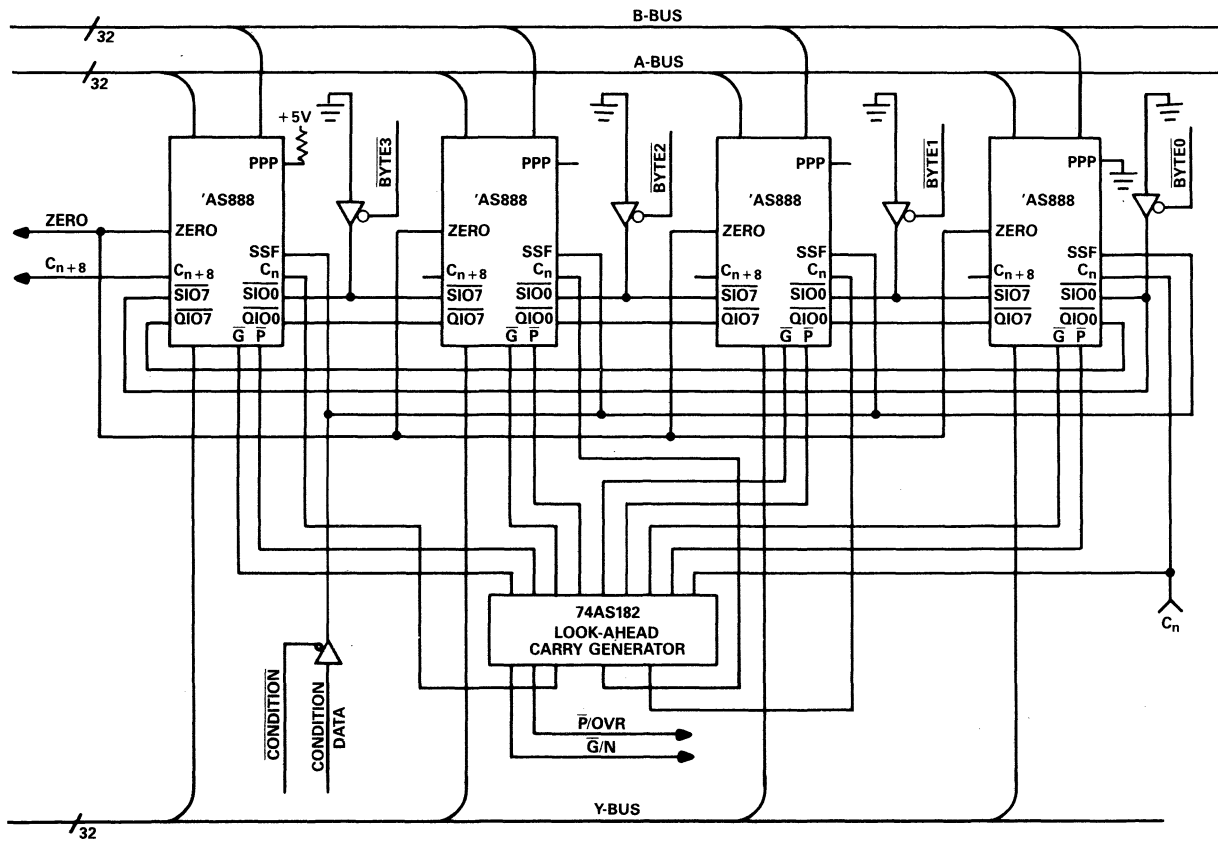 B-BUS
32
A-BUS
32
+5V
PPP
BYTE3
PPP
BYTE2
PPP
BYTE1
PPP
BYTE0
'AS888
'AS888
'AS888
'AS888
ZERO
ZERO
ZERO
ZERO
ZERO
SSF
SSF
SSF
SSF
Cn+8
Cn+8
Cn
Cn+8
Cn
Cn+8
Cn
Cn+8
Cn
SIO7
SIO0
SIO7
SIO0
SIO7
SIO0
SIO7
SIO0
QIO7
QIO0
QIO7
QIO0
QIO7
QIO0
QIO7
QIO0
G P
G P
G P
G P
74AS182
LOOK-AHEAD
CARRY GENERATOR
Cn
CONDITION
CONDITION
DATA
P/OVR
G/N
Y-BUS
32